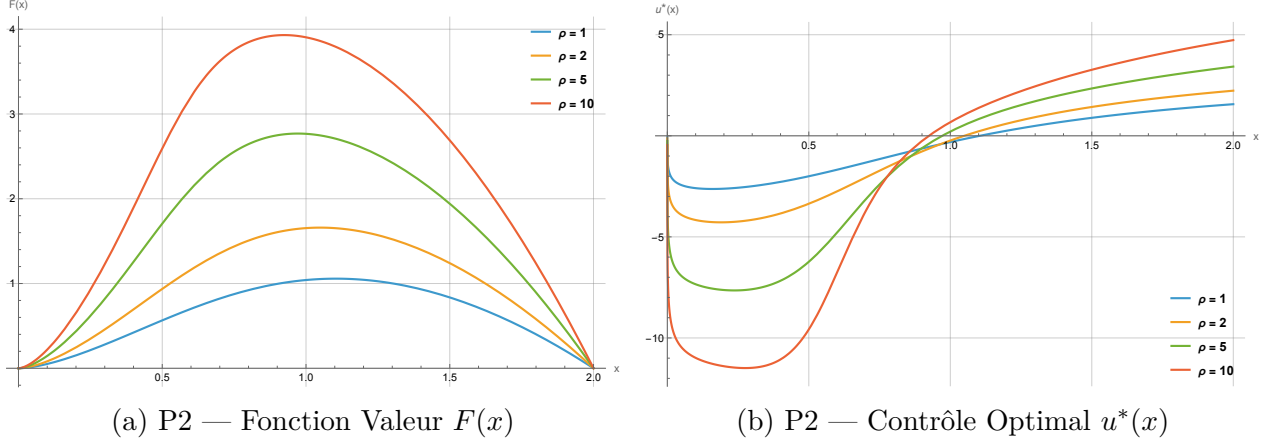 F(x)
4
3
2
1
0.5
1.0
1.5
2.0
x
ρ = 1
ρ = 2
ρ = 5
ρ = 10
(a) P2 — Fonction Valeur F(x)
u*(x)
5
-5
-10
0.5
1.0
1.5
2.0
x
ρ = 1
ρ = 2
ρ = 5
ρ = 10
(b) P2 — Contrôle Optimal u*(x)